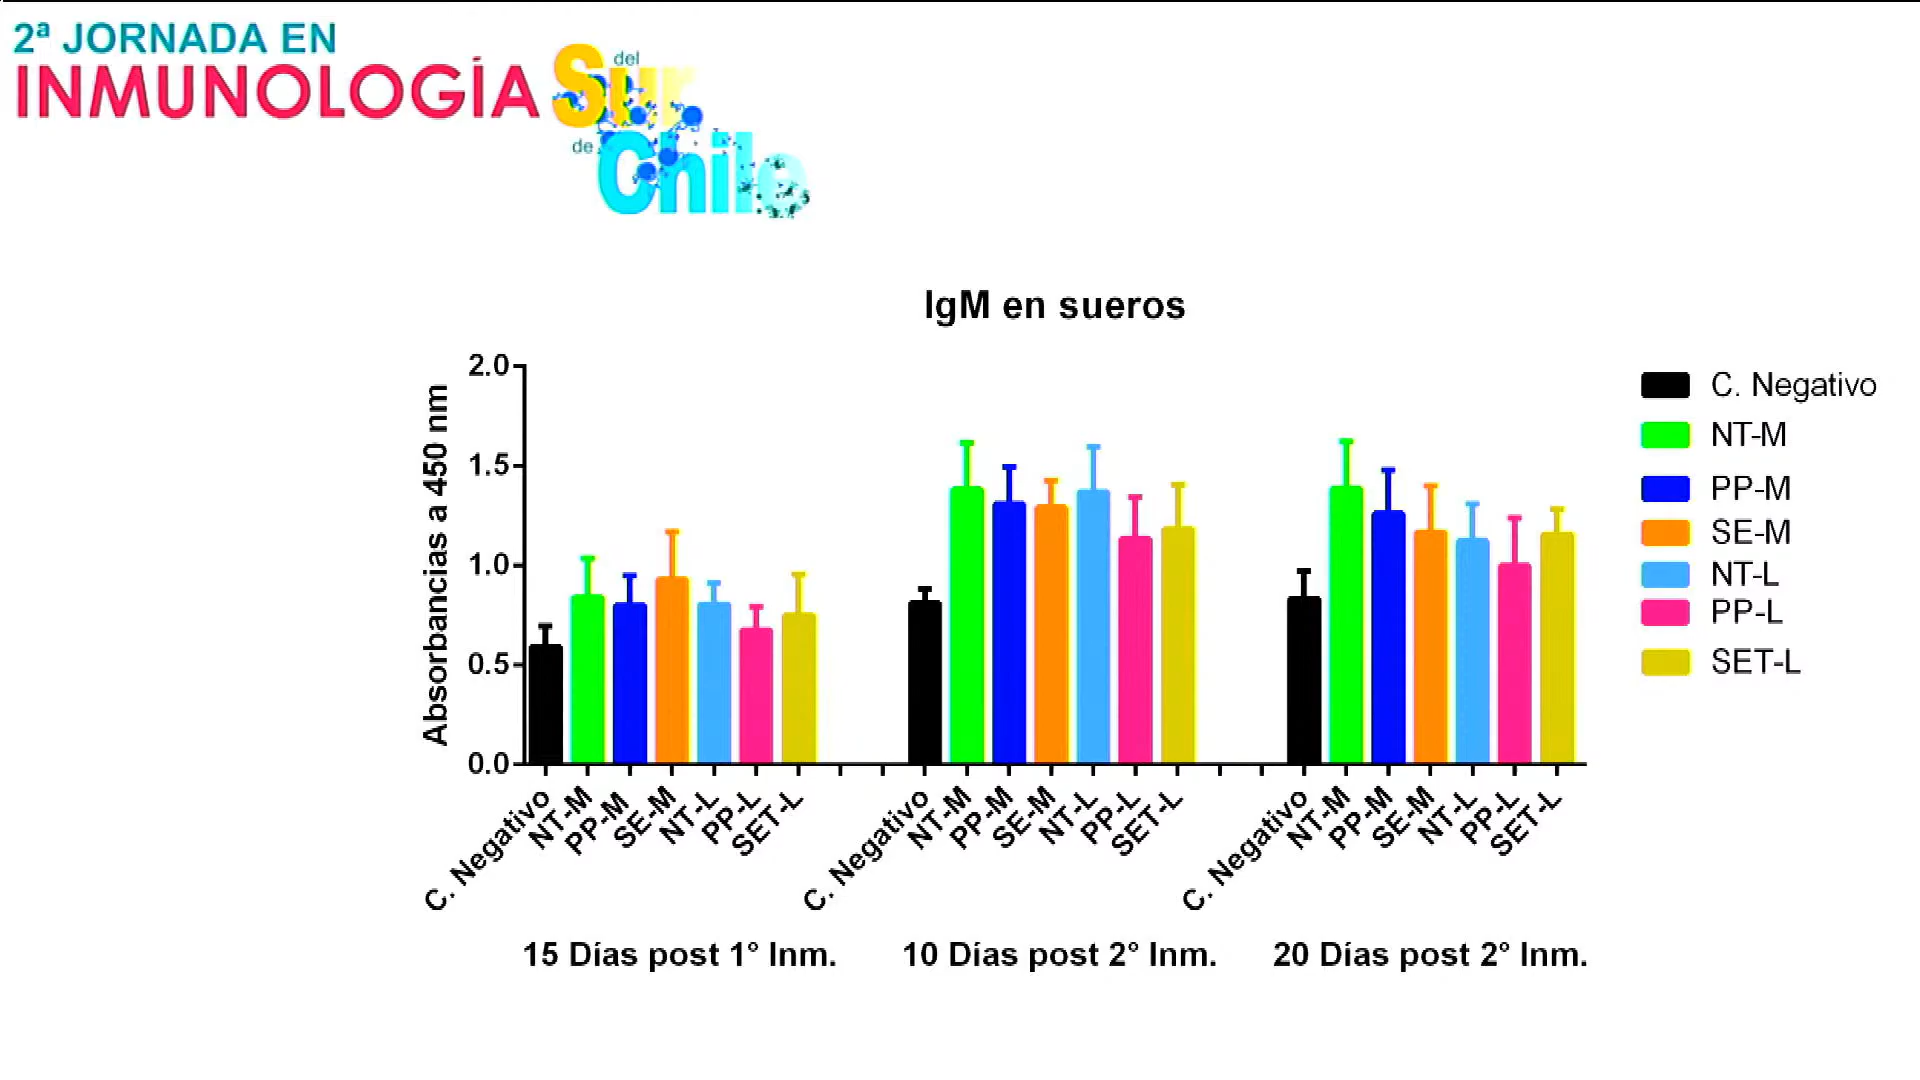 2ª JORNADA EN
INMUNOLOGÍA
del
Sur
de
Chile
IgM en sueros
Absorbancias a 450 nm
2.0
1.5
1.0
0.5
0.0
C. Negativo
NT-M
PP-M
SE-M
NT-L
PP-L
SET-L
C. Negativo
NT-M
PP-M
SE-M
NT-L
PP-L
SET-L
C. Negativo
NT-M
PP-M
SE-M
NT-L
PP-L
SET-L
15 Días post 1° Inm.
10 Días post 2° Inm.
20 Días post 2° Inm.
C. Negativo
NT-M
PP-M
SE-M
NT-L
PP-L
SET-L